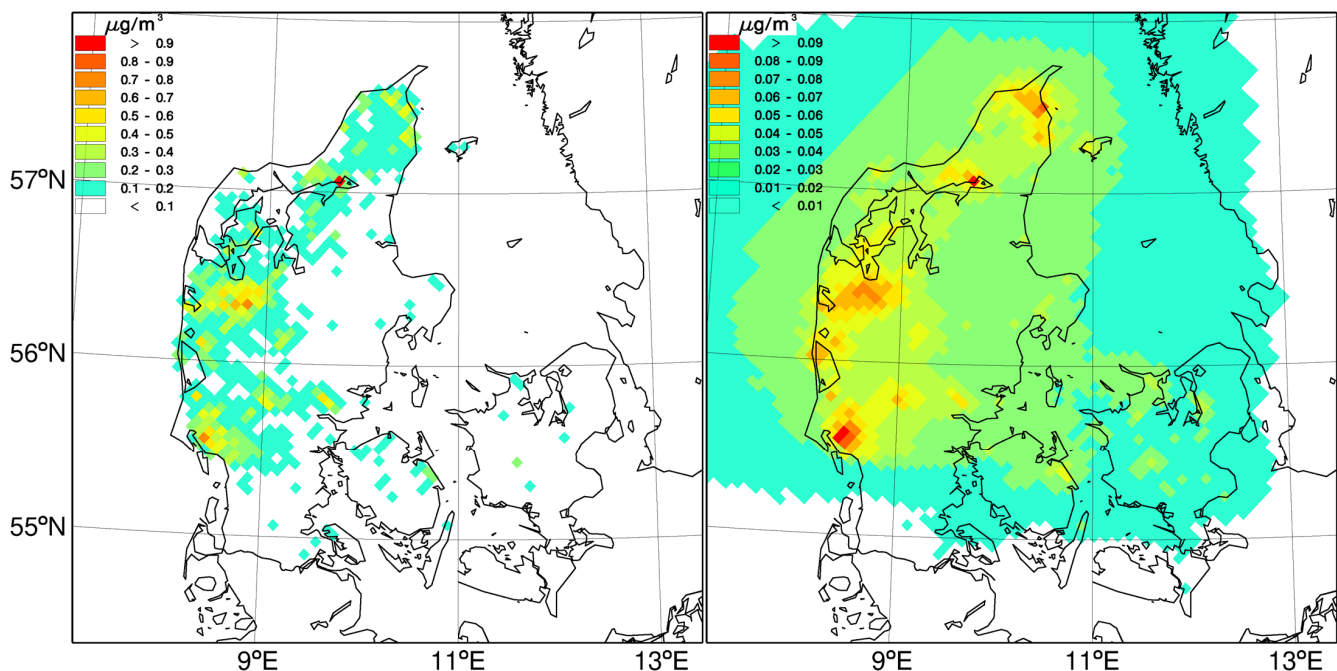 μg/m³
> 0.9
0.8 - 0.9
0.7 - 0.8
0.6 - 0.7
0.5 - 0.6
0.4 - 0.5
0.3 - 0.4
0.2 - 0.3
0.1 - 0.2
< 0.1
57°N
56°N
55°N
9°E 11°E 13°E
μg/m³
> 0.09
0.08 - 0.09
0.07 - 0.08
0.06 - 0.07
0.05 - 0.06
0.04 - 0.05
0.03 - 0.04
0.02 - 0.03
0.01 - 0.02
< 0.01
9°E 11°E 13°E